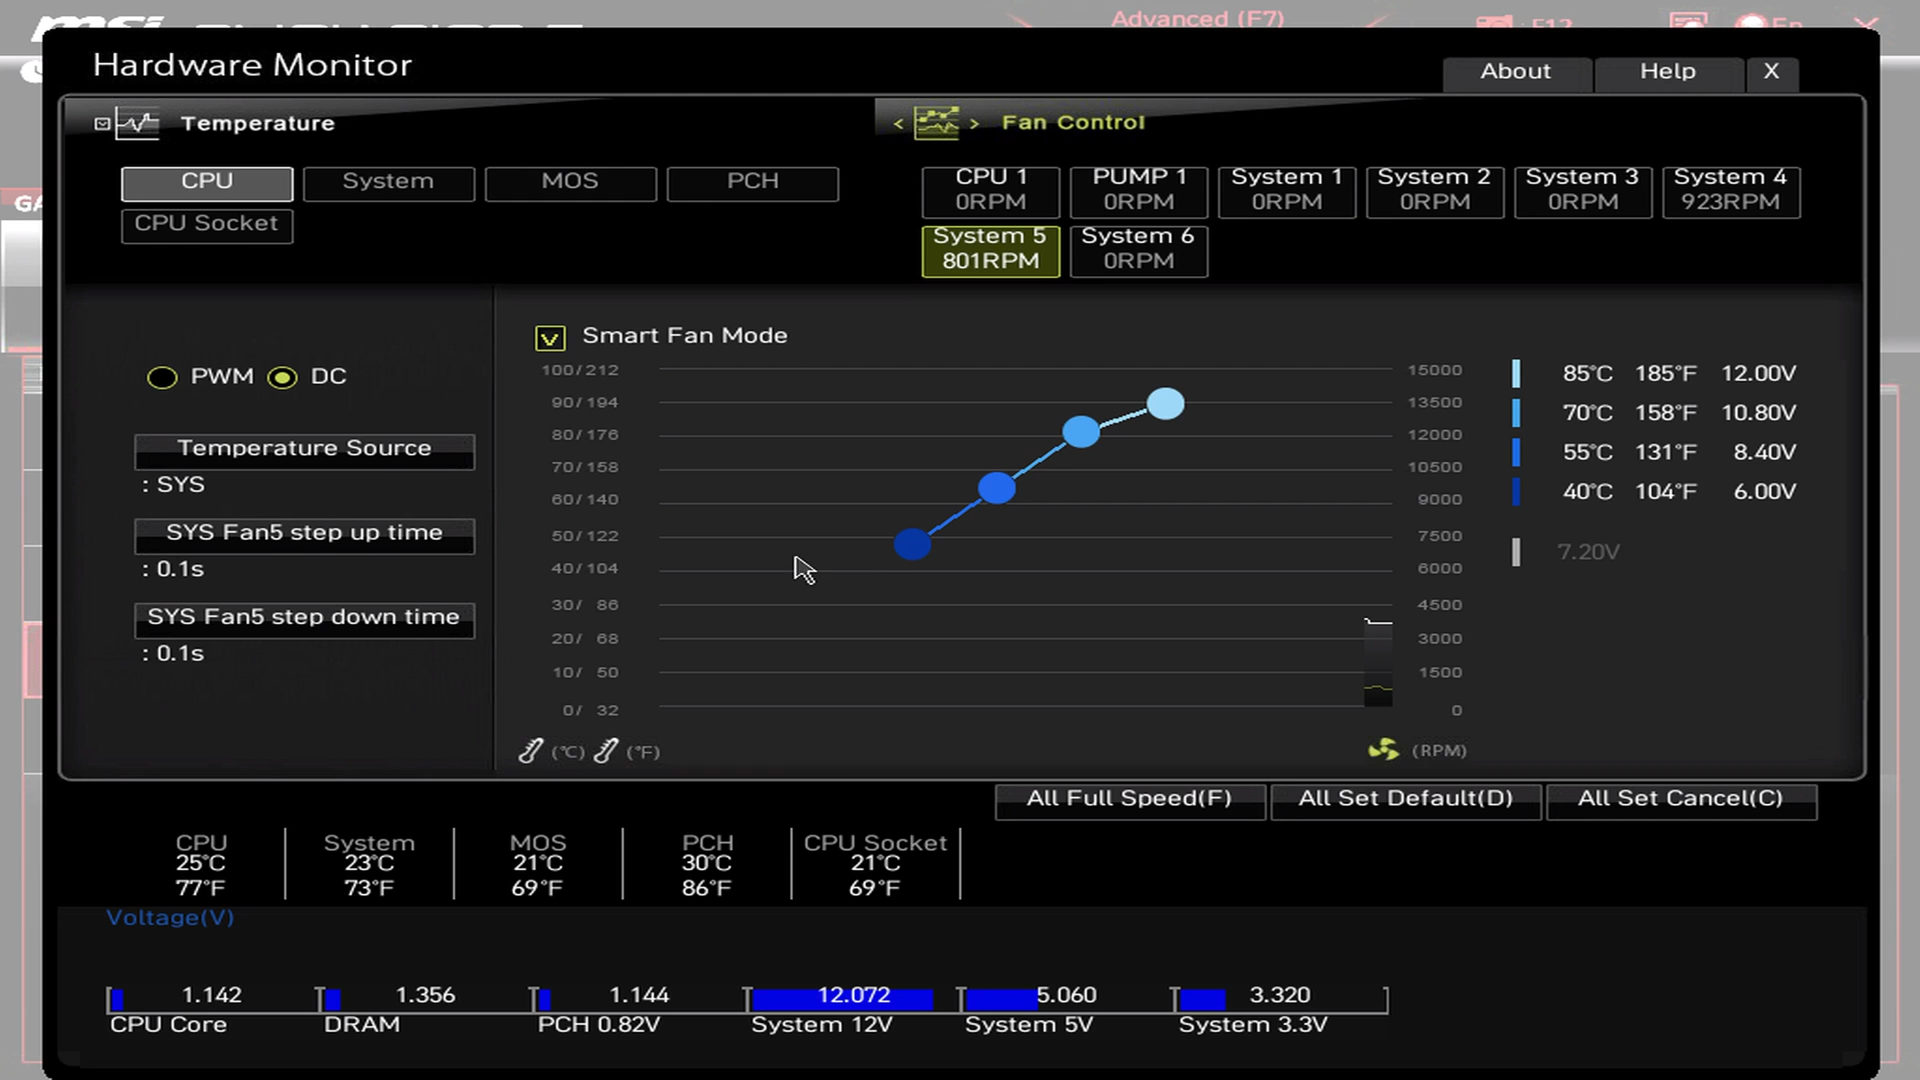 msi
Advanced (F7)
F12
En
X
Hardware Monitor
About
Help
X
Temperature
< > Fan Control
CPU
System
MOS
PCH
CPU Socket
CPU 1
0RPM
PUMP 1
0RPM
System 1
0RPM
System 2
0RPM
System 3
0RPM
System 4
923RPM
System 5
801RPM
System 6
0RPM
GA
PWM
DC
Temperature Source
: SYS
SYS Fan5 step up time
: 0.1s
SYS Fan5 step down time
: 0.1s
V Smart Fan Mode
100/212
90/194
80/176
70/158
60/140
50/122
40/104
30/ 86
20/ 68
10/ 50
0/ 32
15000
13500
12000
10500
9000
7500
6000
4500
3000
1500
0
(°C) (°F)
(RPM)
85°C 185°F 12.00V
70°C 158°F 10.80V
55°C 131°F 8.40V
40°C 104°F 6.00V
7.20V
All Full Speed(F)
All Set Default(D)
All Set Cancel(C)
CPU
25°C
77°F
System
23°C
73°F
MOS
21°C
69°F
PCH
30°C
86°F
CPU Socket
21°C
69°F
Voltage(V)
1.142
CPU Core
1.356
DRAM
1.144
PCH 0.82V
12.072
System 12V
5.060
System 5V
3.320
System 3.3V